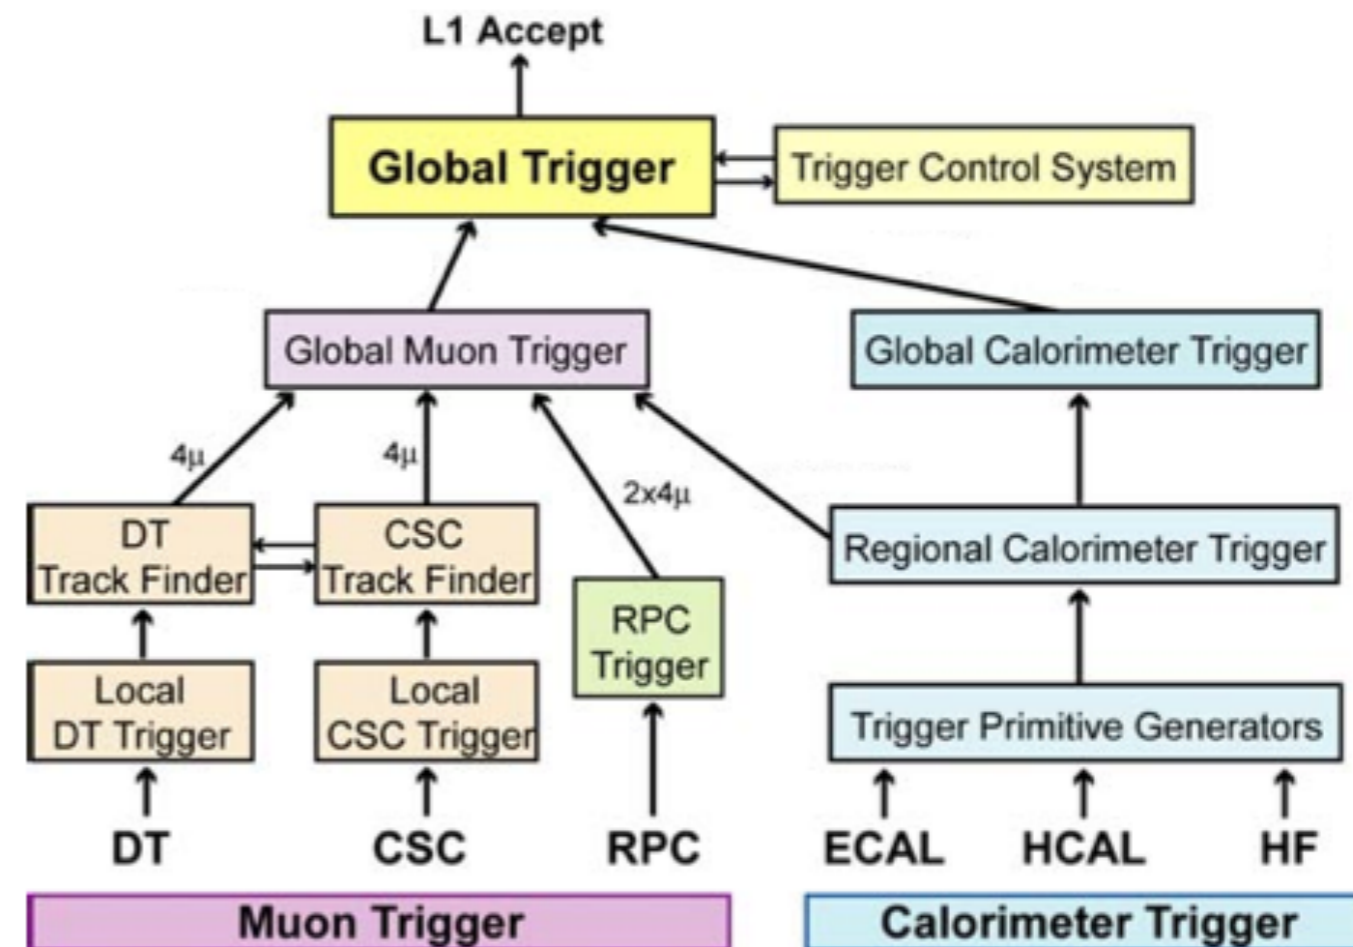 L1 Accept
Global Trigger
Trigger Control System
Global Muon Trigger
Global Calorimeter Trigger
4μ
4μ
2x4μ
DT
Track Finder
CSC
Track Finder
Regional Calorimeter Trigger
RPC
Trigger
Local
DT Trigger
Local
CSC Trigger
Trigger Primitive Generators
DT
CSC
RPC
ECAL
HCAL
HF
Muon Trigger
Calorimeter Trigger